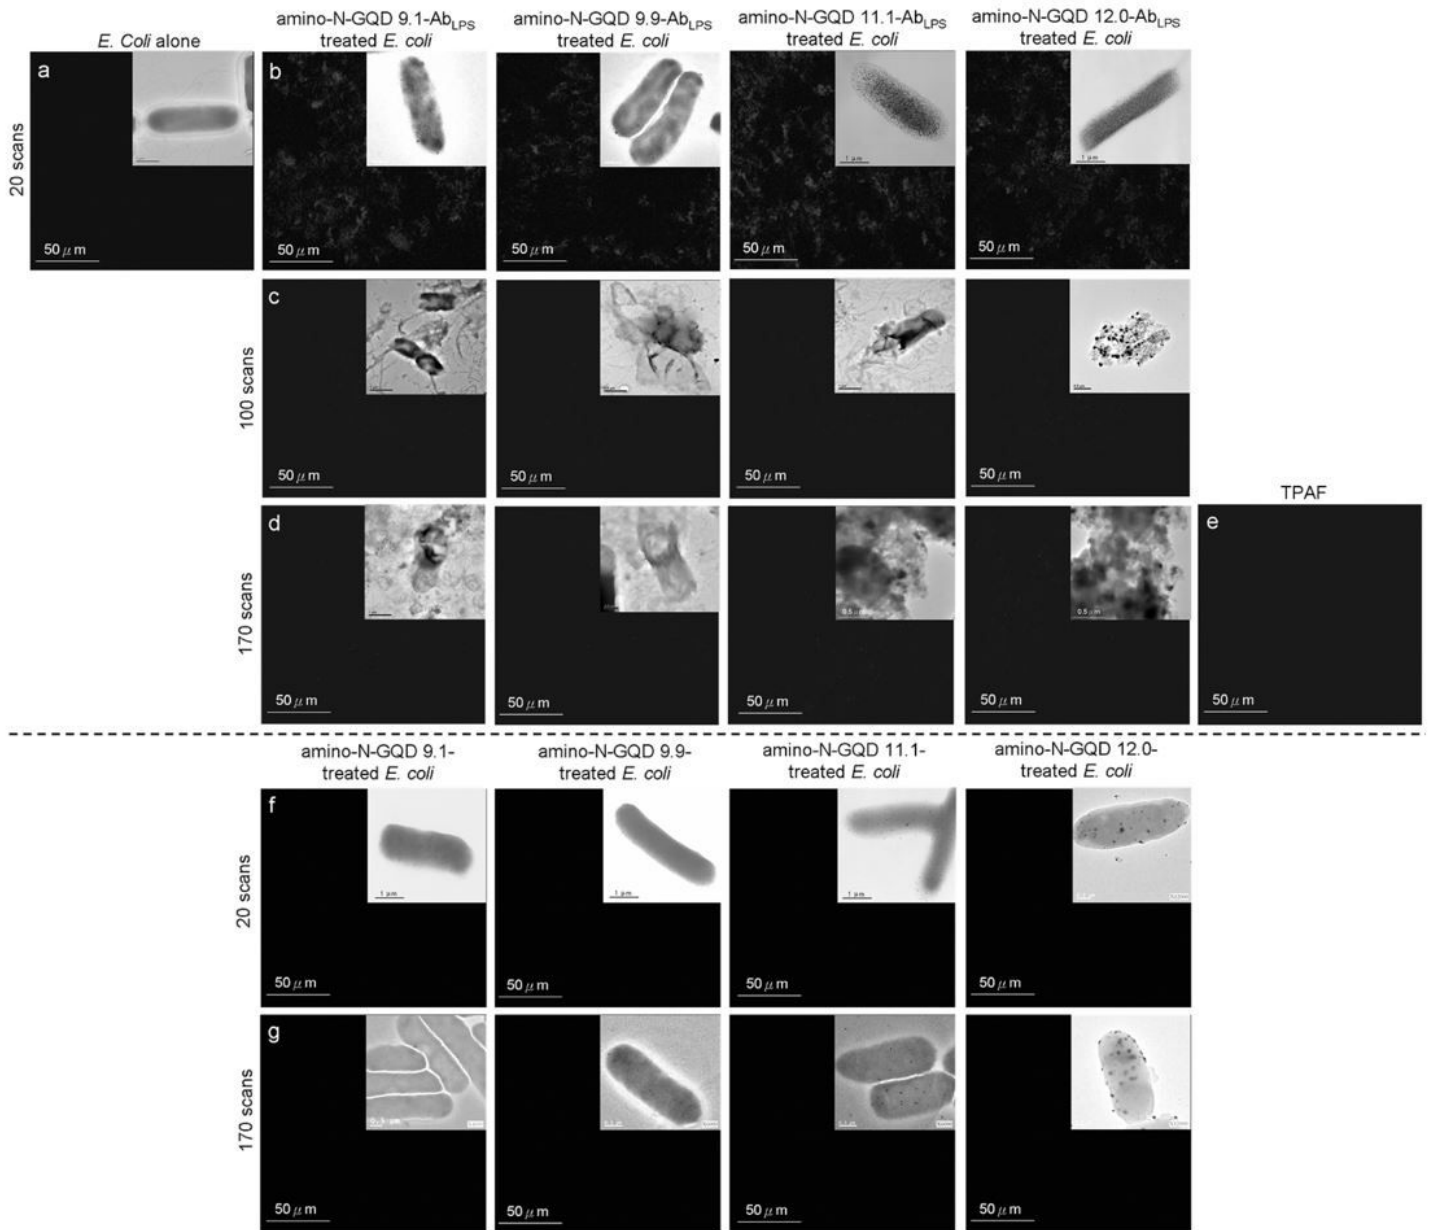 E. Coli alone
amino-N-GQD 9.1-AbLPS
treated E. coli
amino-N-GQD 9.9-AbLPS
treated E. coli
amino-N-GQD 11.1-AbLPS
treated E. coli
amino-N-GQD 12.0-AbLPS
treated E. coli
20 scans
a
50 μm
b
50 μm
50 μm
1 μm
50 μm
1 μm
50 μm
100 scans
c
50 μm
50 μm
50 μm
50 μm
170 scans
d
50 μm
50 μm
0.5 μm
50 μm
0.5 μm
50 μm
TPAF
e
50 μm
amino-N-GQD 9.1-
treated E. coli
amino-N-GQD 9.9-
treated E. coli
amino-N-GQD 11.1-
treated E. coli
amino-N-GQD 12.0-
treated E. coli
20 scans
f
1 μm
50 μm
1 μm
50 μm
1 μm
50 μm
50 μm
170 scans
g
50 μm
50 μm
50 μm
50 μm